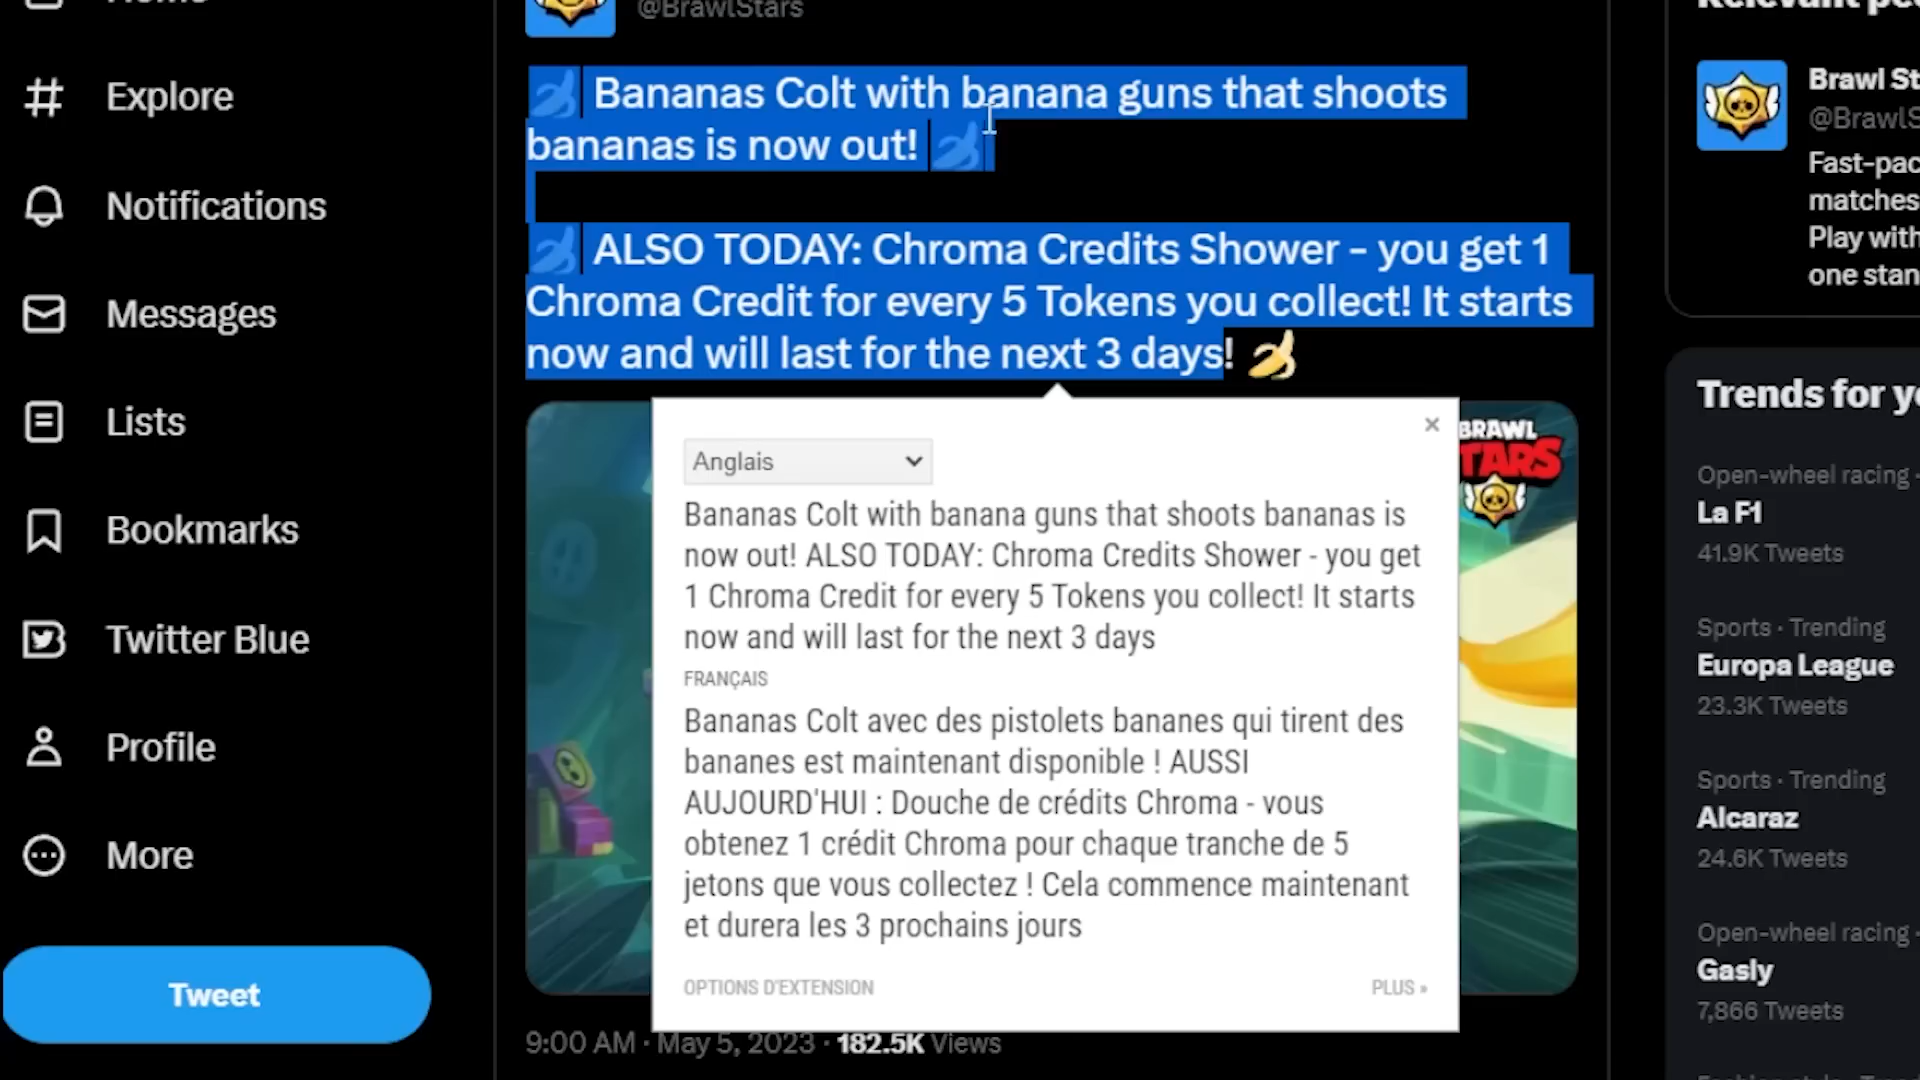 @BrawlStars
Explore
Notifications
Messages
Lists
Bookmarks
Twitter Blue
Profile
More
Tweet
Bananas Colt with banana guns that shoots
bananas is now out!
ALSO TODAY: Chroma Credits Shower - you get 1
Chroma Credit for every 5 Tokens you collect! It starts
now and will last for the next 3 days!
Anglais
Bananas Colt with banana guns that shoots bananas is
now out! ALSO TODAY: Chroma Credits Shower - you get
1 Chroma Credit for every 5 Tokens you collect! It starts
now and will last for the next 3 days
FRANÇAIS
Bananas Colt avec des pistolets bananes qui tirent des
bananes est maintenant disponible ! AUSSI
AUJOURD'HUI : Douche de crédits Chroma - vous
obtenez 1 crédit Chroma pour chaque tranche de 5
jetons que vous collectez ! Cela commence maintenant
et durera les 3 prochains jours
OPTIONS D'EXTENSION
PLUS »
BRAWL
TARS
9:00 AM · May 5, 2023 · 182.5K Views
Brawl St
@BrawlS
Fast-pac
matches
Play with
one stan
Trends for yo
Open-wheel racing ·
La F1
41.9K Tweets
Sports · Trending
Europa League
23.3K Tweets
Sports · Trending
Alcaraz
24.6K Tweets
Open-wheel racing ·
Gasly
7,866 Tweets